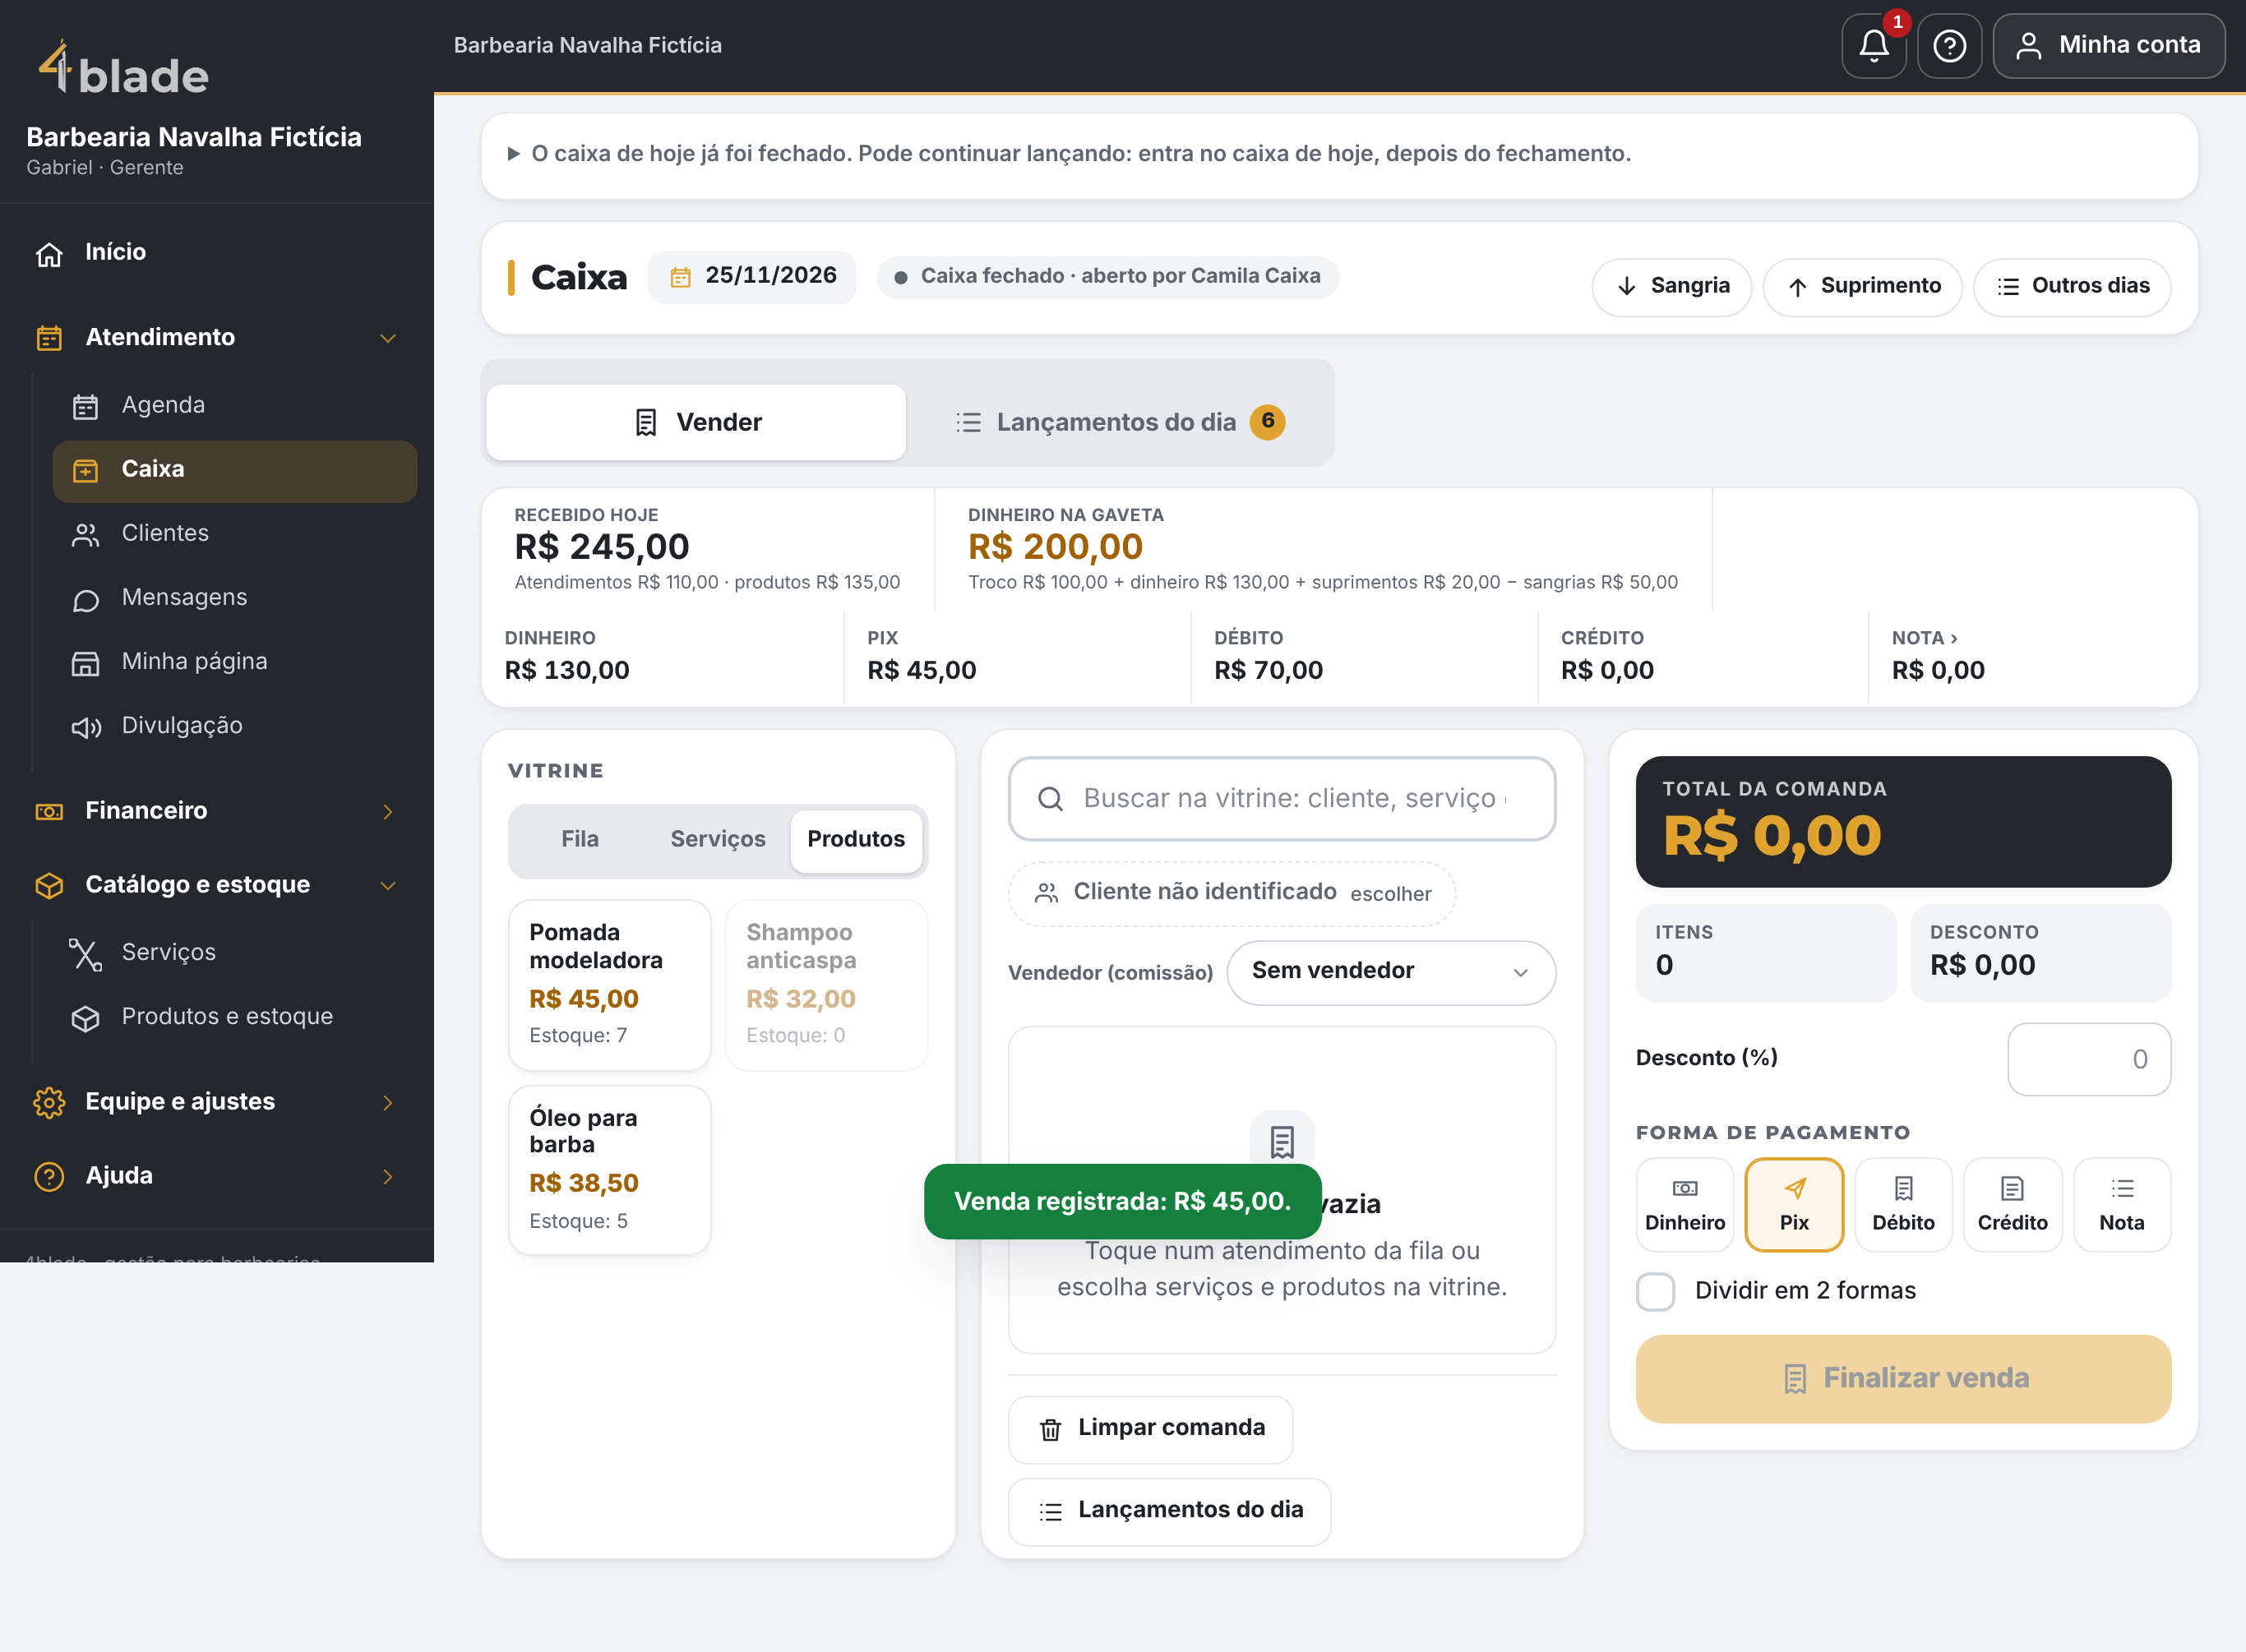 4blade
Barbearia Navalha Fictícia
Gabriel · Gerente
Início
Atendimento
Agenda
Caixa
Clientes
Mensagens
Minha página
Divulgação
Financeiro
Catálogo e estoque
Serviços
Produtos e estoque
Equipe e ajustes
Ajuda
4blade · gestão para barbearias
Barbearia Navalha Fictícia
1
Minha conta
O caixa de hoje já foi fechado. Pode continuar lançando: entra no caixa de hoje, depois do fechamento.
Caixa
25/11/2026
Caixa fechado · aberto por Camila Caixa
Sangria
Suprimento
Outros dias
Vender
Lançamentos do dia 6
RECEBIDO HOJE
R$ 245,00
Atendimentos R$ 110,00 · produtos R$ 135,00
DINHEIRO NA GAVETA
R$ 200,00
Troco R$ 100,00 + dinheiro R$ 130,00 + suprimentos R$ 20,00 − sangrias R$ 50,00
DINHEIRO
R$ 130,00
PIX
R$ 45,00
DÉBITO
R$ 70,00
CRÉDITO
R$ 0,00
NOTA ›
R$ 0,00
VITRINE
Fila
Serviços
Produtos
Pomada
modeladora
R$ 45,00
Estoque: 7
Shampoo
anticaspa
R$ 32,00
Estoque: 0
Óleo para
barba
R$ 38,50
Estoque: 5
Buscar na vitrine: cliente, serviço
Cliente não identificado escolher
Vendedor (comissão)
Sem vendedor
Venda registrada: R$ 45,00.
vazia
Toque num atendimento da fila ou
escolha serviços e produtos na vitrine.
Limpar comanda
Lançamentos do dia
TOTAL DA COMANDA
R$ 0,00
ITENS
0
DESCONTO
R$ 0,00
Desconto (%)
0
FORMA DE PAGAMENTO
Dinheiro
Pix
Débito
Crédito
Nota
Dividir em 2 formas
Finalizar venda